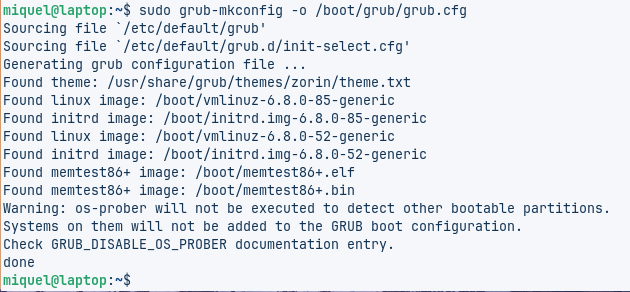 miquel@laptop:~$ sudo grub-mkconfig -o /boot/grub/grub.cfg
Sourcing file `/etc/default/grub'
Sourcing file `/etc/default/grub.d/init-select.cfg'
Generating grub configuration file ...
Found theme: /usr/share/grub/themes/zorin/theme.txt
Found linux image: /boot/vmlinuz-6.8.0-85-generic
Found initrd image: /boot/initrd.img-6.8.0-85-generic
Found linux image: /boot/vmlinuz-6.8.0-52-generic
Found initrd image: /boot/initrd.img-6.8.0-52-generic
Found memtest86+ image: /boot/memtest86+.elf
Found memtest86+ image: /boot/memtest86+.bin
Warning: os-prober will not be executed to detect other bootable partitions.
Systems on them will not be added to the GRUB boot configuration.
Check GRUB_DISABLE_OS_PROBER documentation entry.
done
miquel@laptop:~$